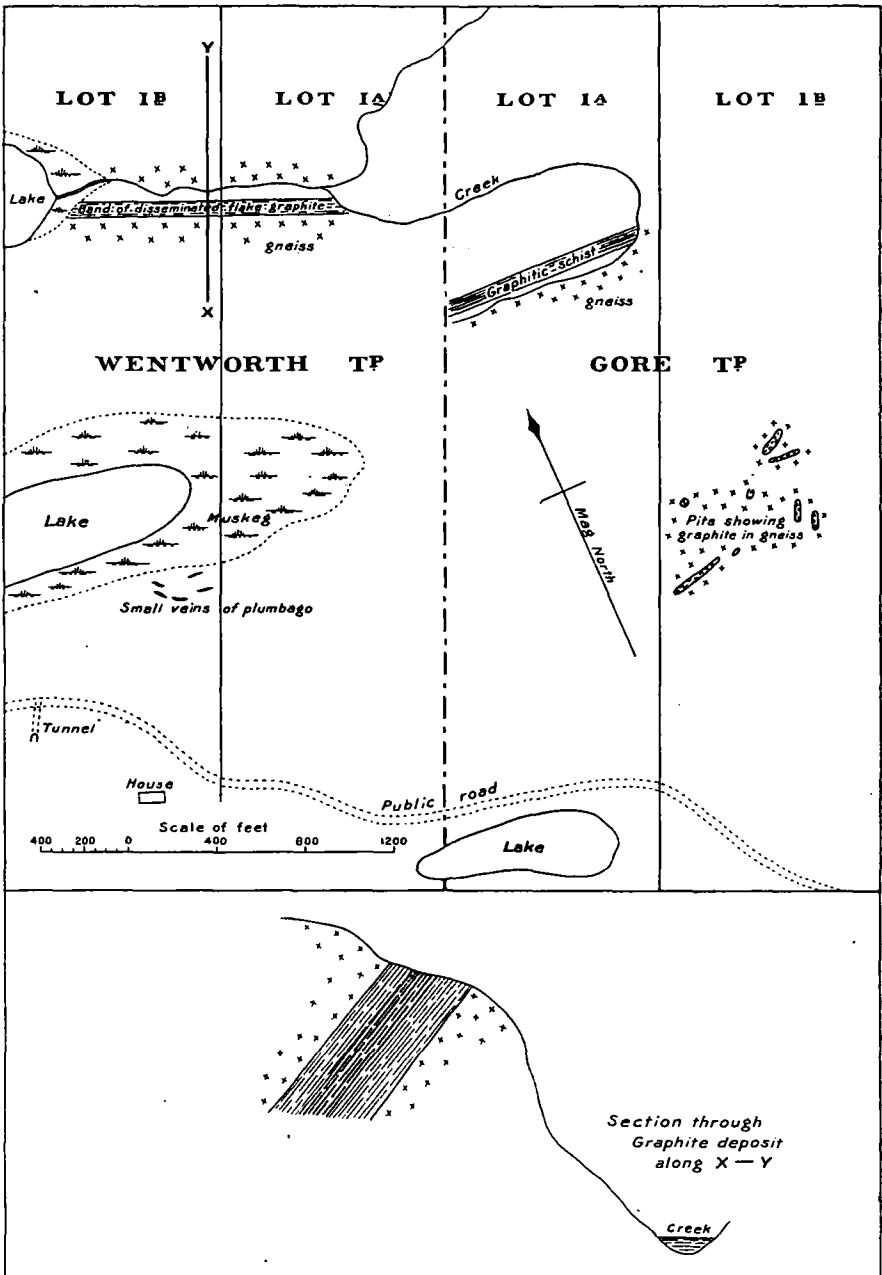 Y
LOT 1B
LOT 1A
LOT 1A
LOT 1B
Lake
Creek
Band of disseminated flake graphite
gneiss
Graphitic schist
gneiss
X
WENTWORTH TP
GORE TP
Lake
Muskeg
Mag North
Pits showing
graphite in gneiss
Small veins of plumbago
Tunnel
House
Public road
Scale of feet
400 200 0 400 800 1200
Lake
Section through
Graphite deposit
along X — Y
Creek